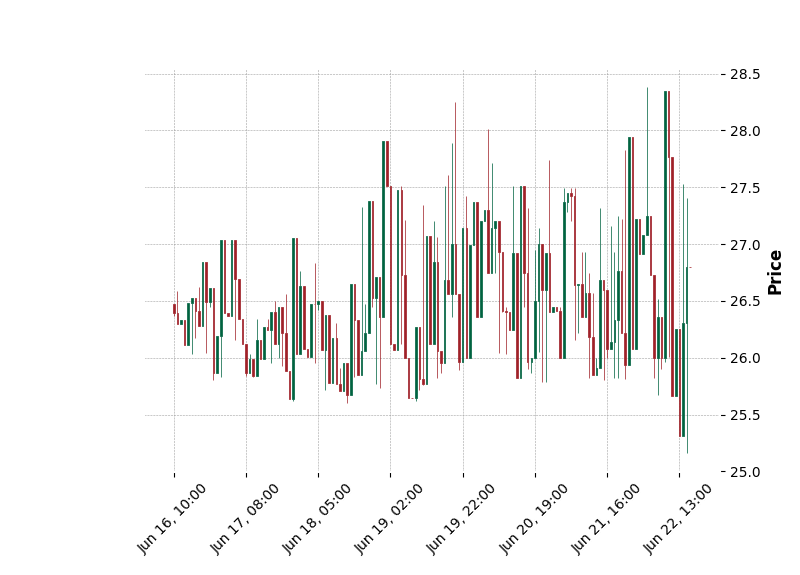 28.5
28.0
27.5
27.0
26.5
26.0
25.5
25.0
Price
Jun 16, 10:00
Jun 17, 08:00
Jun 18, 05:00
Jun 19, 02:00
Jun 19, 22:00
Jun 20, 19:00
Jun 21, 16:00
Jun 22, 13:00